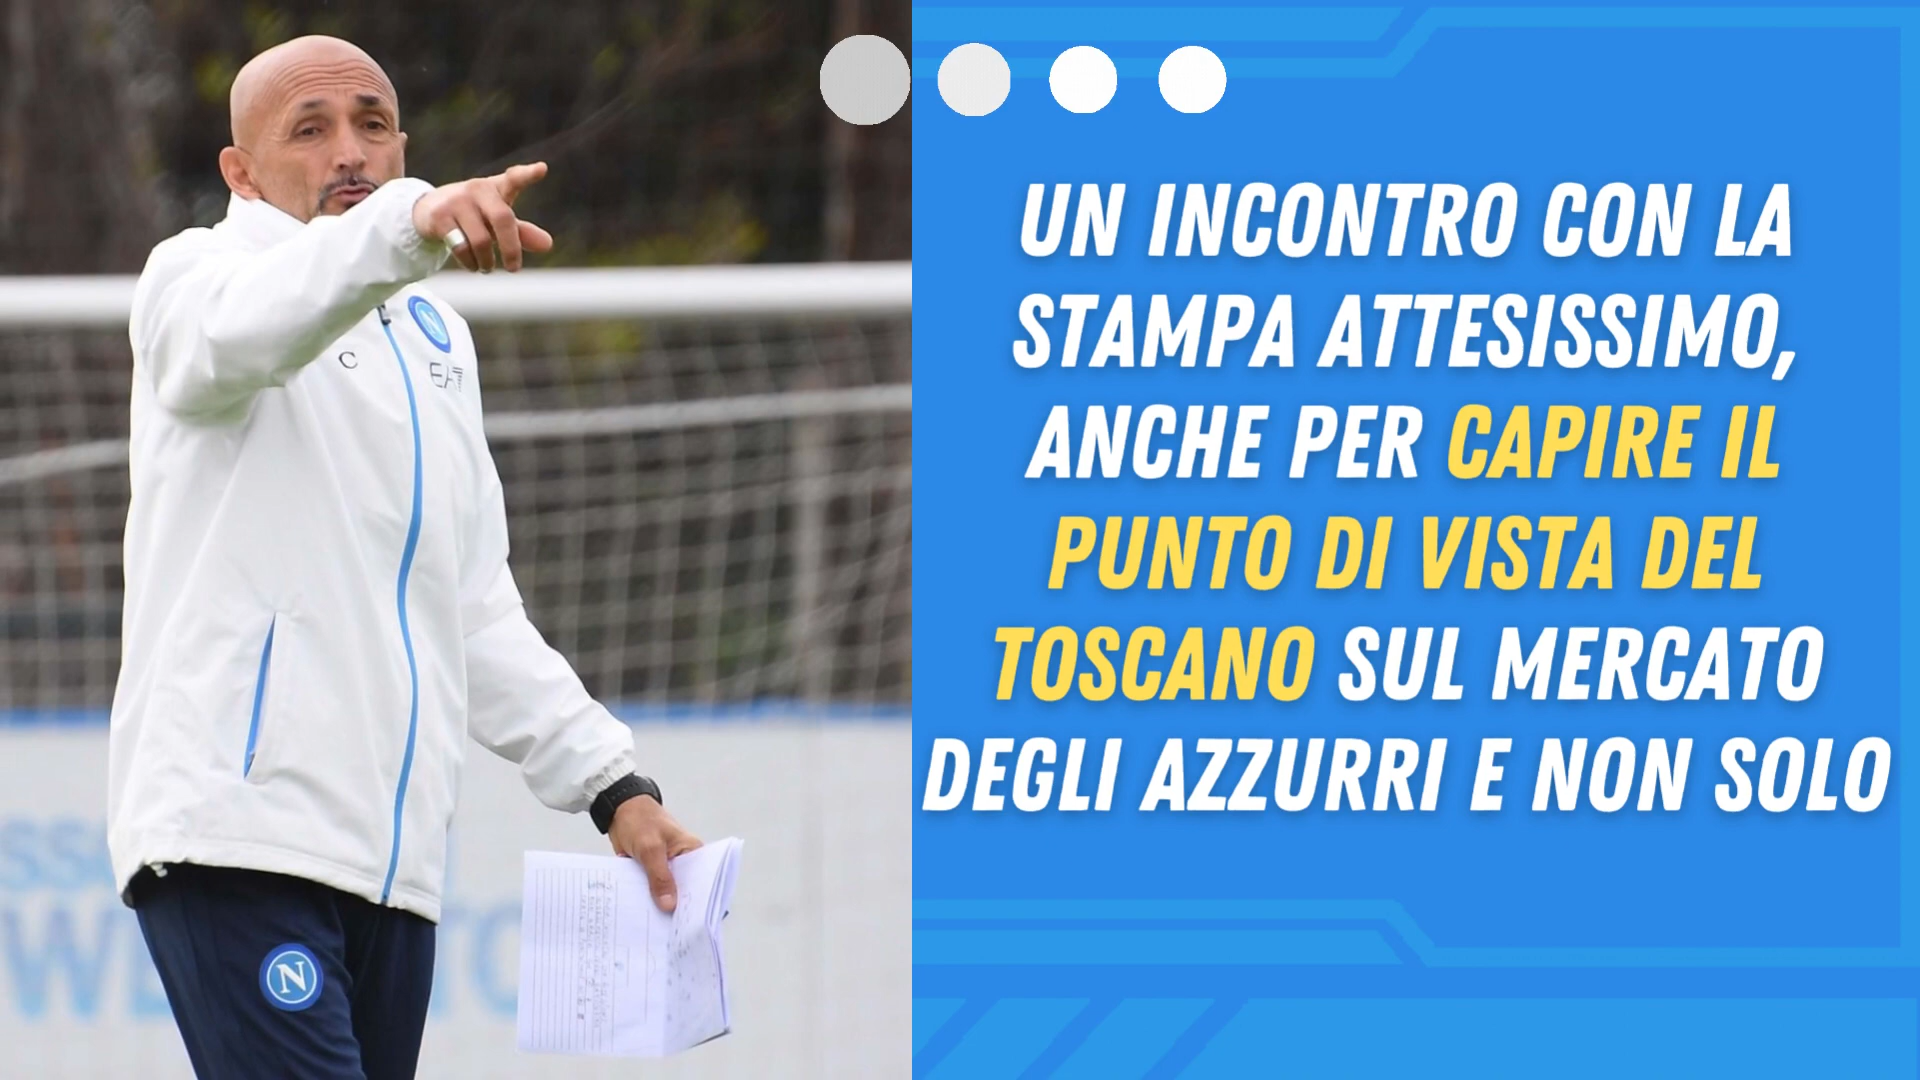 UN INCONTRO CON LA
STAMPA ATTESISSIMO,
ANCHE PER CAPIRE IL
PUNTO DI VISTA DEL
TOSCANO SUL MERCATO
DEGLI AZZURRI E NON SOLO
N
C
EA7
N